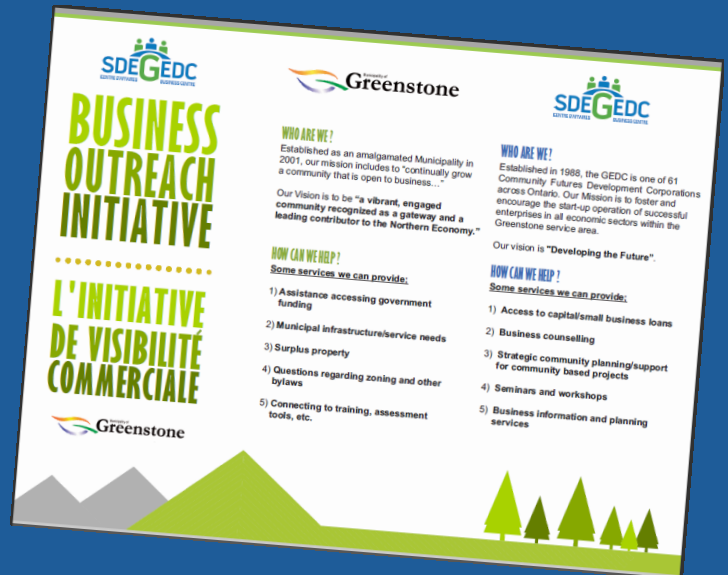 SDEGEDC
CENTRE D'AFFAIRES BUSINESS CENTRE
BUSINESS
OUTREACH
INITIATIVE
L'INITIATIVE
DE VISIBILITÉ
COMMERCIALE
Municipality of
Greenstone
Municipality of
Greenstone
WHO ARE WE?
Established as an amalgamated Municipality in
2001, our mission includes to "continually grow
a community that is open to business…"
Our Vision is to be "a vibrant, engaged
community recognized as a gateway and a
leading contributor to the Northern Economy."
HOW CAN WE HELP?
Some services we can provide:
1) Assistance accessing government
funding
2) Municipal infrastructure/service needs
3) Surplus property
4) Questions regarding zoning and other
bylaws
5) Connecting to training, assessment
tools, etc.
SDEGEDC
CENTRE D'AFFAIRES BUSINESS CENTRE
WHO ARE WE?
Established in 1988, the GEDC is one of 61
Community Futures Development Corporations
across Ontario. Our Mission is to foster and
encourage the start-up operation of successful
enterprises in all economic sectors within the
Greenstone service area.
Our vision is "Developing the Future".
HOW CAN WE HELP?
Some services we can provide:
1) Access to capital/small business loans
2) Business counselling
3) Strategic community planning/support
for community based projects
4) Seminars and workshops
5) Business information and planning
services